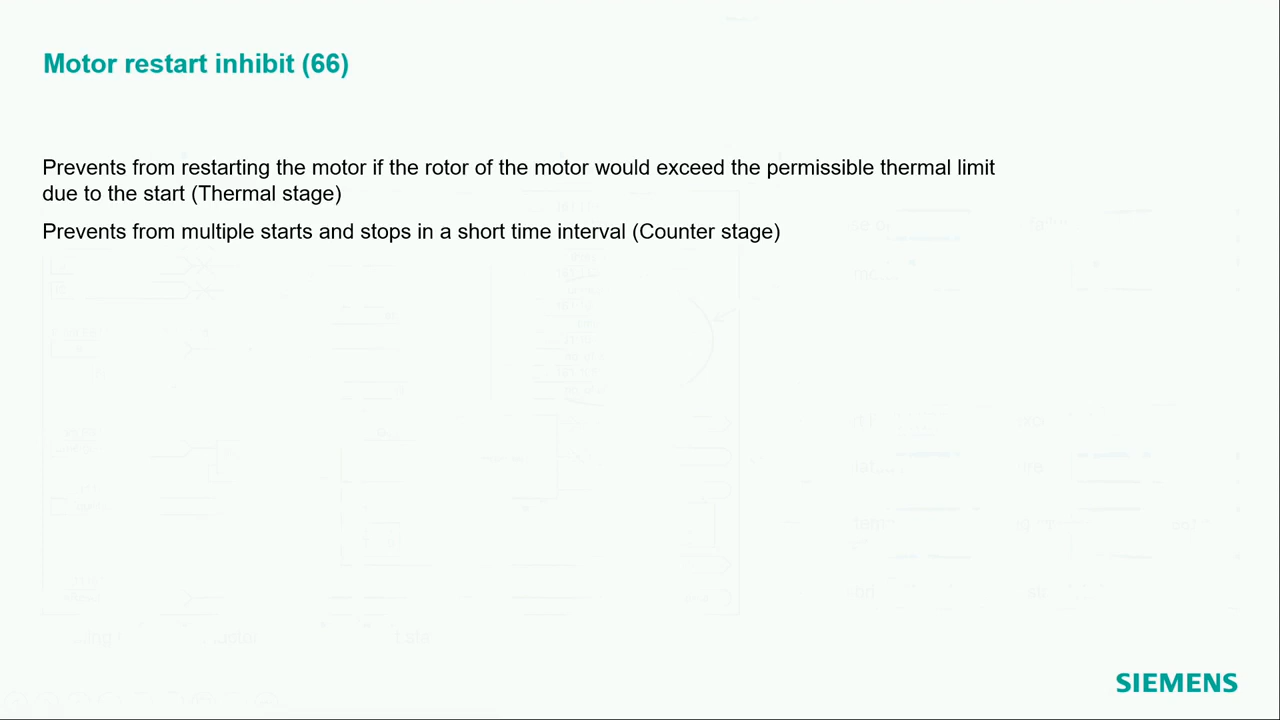 Motor restart inhibit (66)
Prevents from restarting the motor if the rotor of the motor would exceed the permissible thermal limit
due to the start (Thermal stage)
Prevents from multiple starts and stops in a short time interval (Counter stage)
SIEMENS